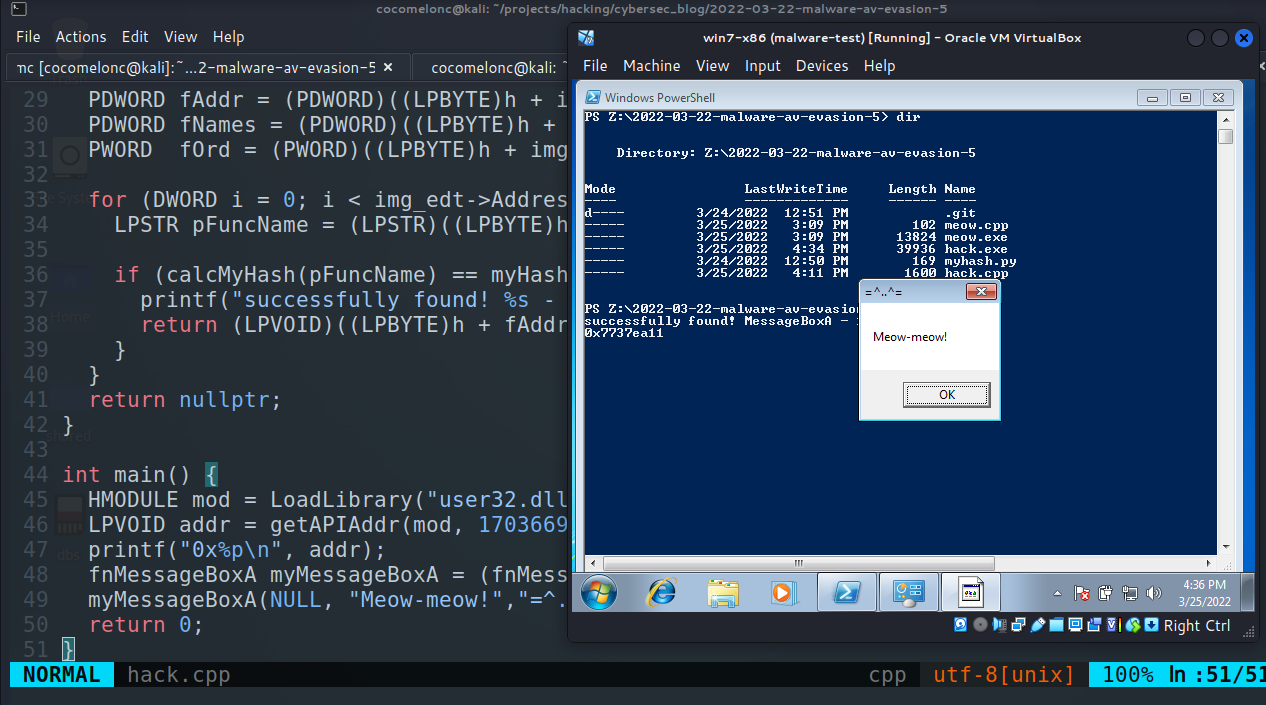 cocomelonc@kali: ~/projects/hacking/cybersec_blog/2022-03-22-malware-av-evasion-5
File Actions Edit View Help
mc [cocomelonc@kali]:~...2-malware-av-evasion-5 ×
cocomelonc@kali: ~
29 PDWORD fAddr = (PDWORD)((LPBYTE)h + i
30 PDWORD fNames = (PDWORD)((LPBYTE)h +
31 PWORD  fOrd = (PWORD)((LPBYTE)h + img
32
33 for (DWORD i = 0; i < img_edt->Addres
34 LPSTR pFuncName = (LPSTR)((LPBYTE)h
35
36 if (calcMyHash(pFuncName) == myHash
37 printf("successfully found! %s -
38 return (LPVOID)((LPBYTE)h + fAddr
39 }
40 }
41 return nullptr;
42 }
43
44 int main() {
45 HMODULE mod = LoadLibrary("user32.dll
46 LPVOID addr = getAPIAddr(mod, 1703669
47 printf("0x%p\n", addr);
48 fnMessageBoxA myMessageBoxA = (fnMess
49 myMessageBoxA(NULL, "Meow-meow!","=^.
50 return 0;
51 }
NORMAL hack.cpp cpp utf-8[unix] 100% ln :51/51
Home
win7-x86 (malware-test) [Running] - Oracle VM VirtualBox
File Machine View Input Devices Help
Windows PowerShell
PS Z:\2022-03-22-malware-av-evasion-5> dir
Directory: Z:\2022-03-22-malware-av-evasion-5
Mode LastWriteTime Length Name
---- ------------- ------ ----
d---- 3/24/2022 12:51 PM .git
----- 3/25/2022 3:09 PM 102 meow.cpp
----- 3/25/2022 3:09 PM 13824 meow.exe
----- 3/25/2022 4:34 PM 39936 hack.exe
----- 3/24/2022 12:50 PM 169 myhash.py
----- 3/25/2022 4:11 PM 1600 hack.cpp
PS Z:\2022-03-22-malware-av-evasion
successfully found! MessageBoxA -
0x7737ea11
=^..^=
Meow-meow!
OK
4:36 PM
3/25/2022
Right Ctrl